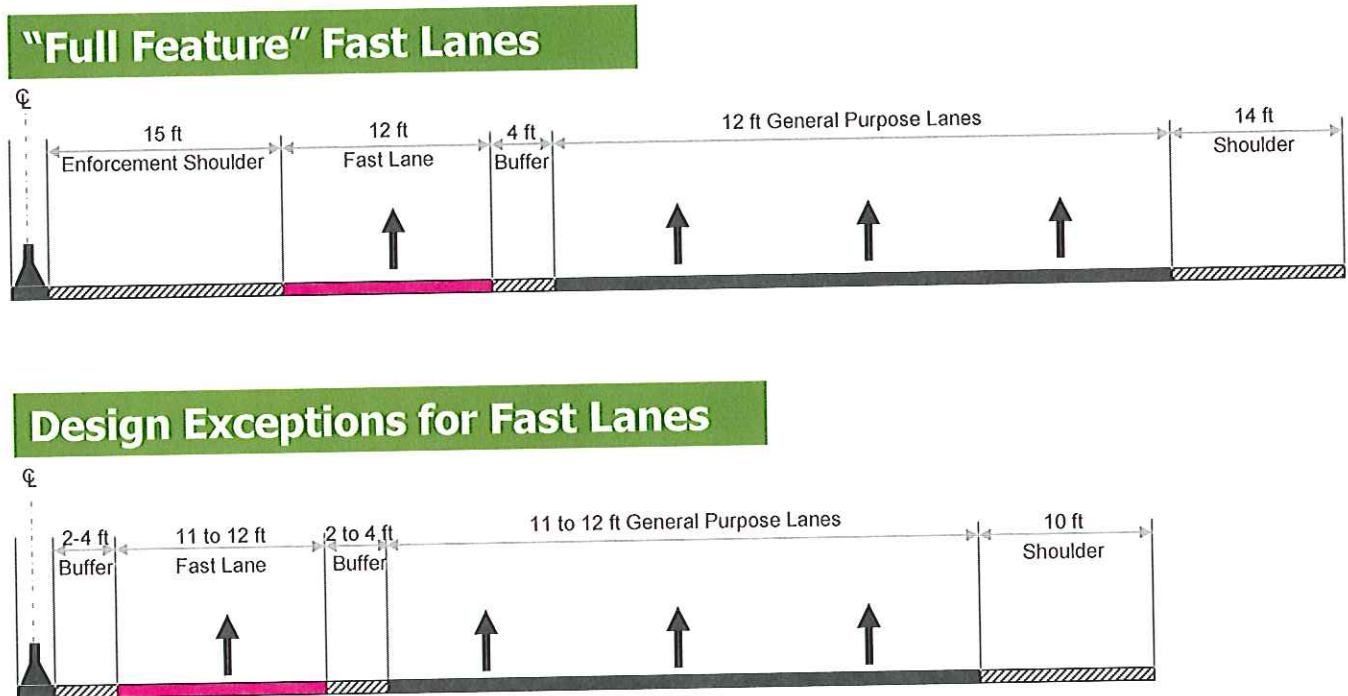 "Full Feature" Fast Lanes
℄
15 ft
Enforcement Shoulder
12 ft
Fast Lane
4 ft
Buffer
12 ft General Purpose Lanes
14 ft
Shoulder
Design Exceptions for Fast Lanes
℄
2-4 ft
Buffer
11 to 12 ft
Fast Lane
2 to 4 ft
Buffer
11 to 12 ft General Purpose Lanes
10 ft
Shoulder